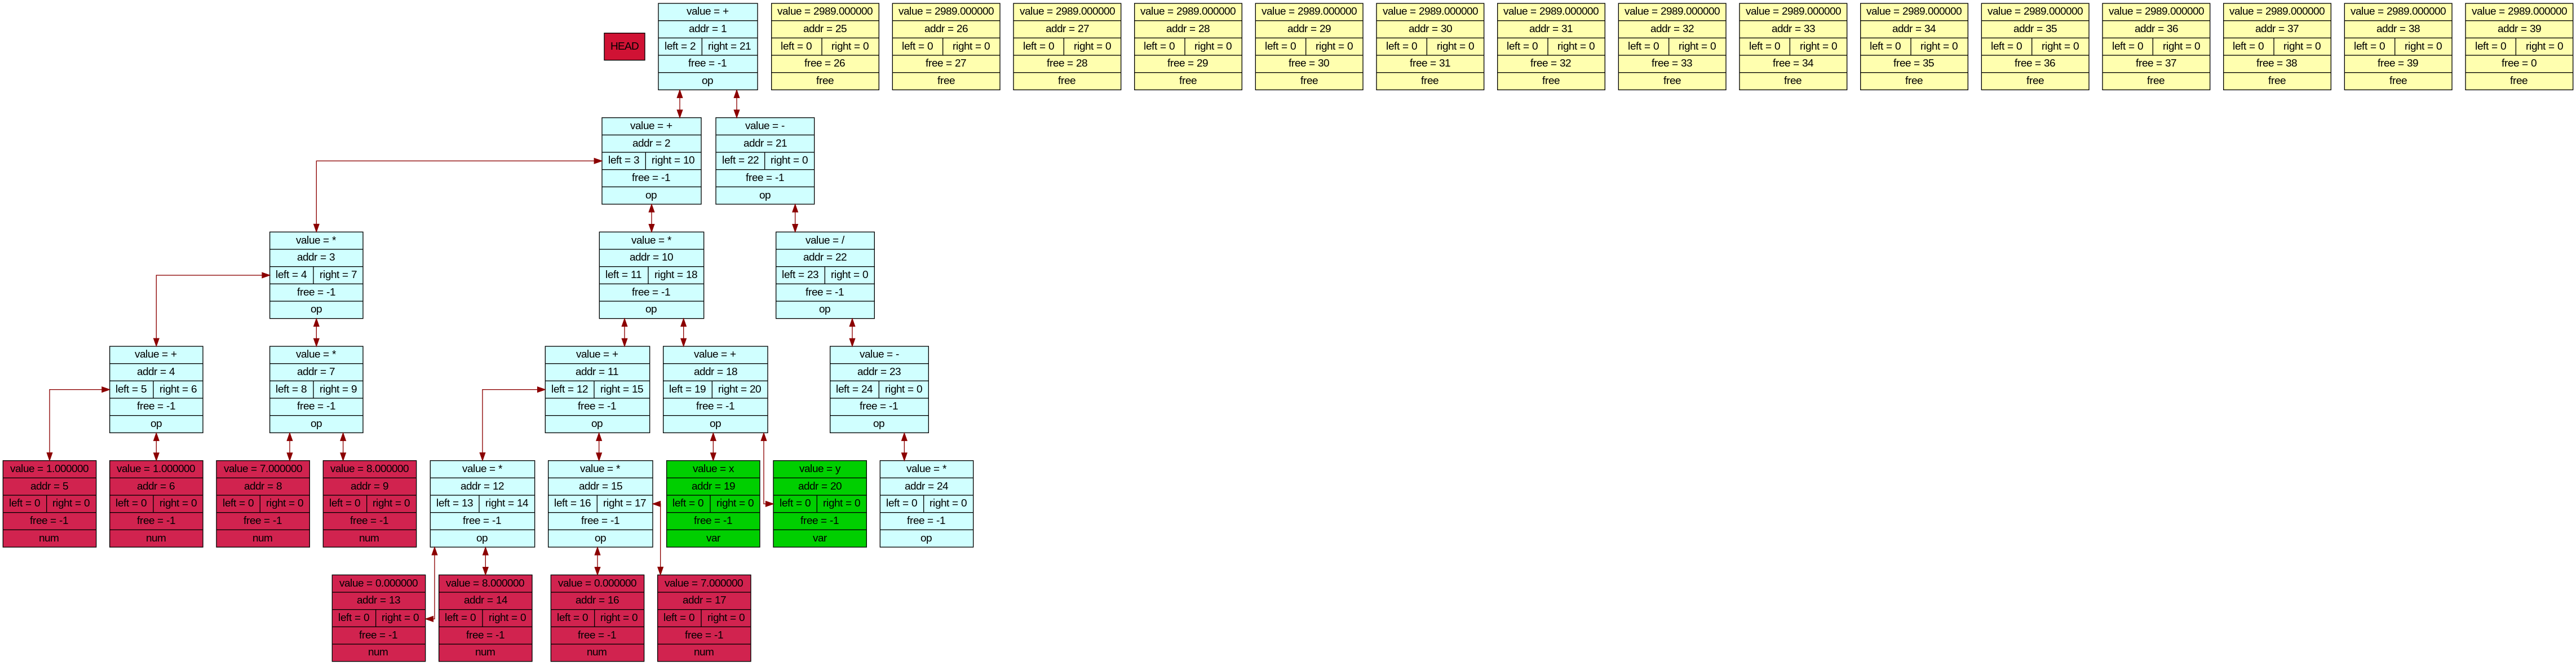 HEAD
value = +
addr = 1
left = 2 right = 21
free = -1
op
value = 2989.000000
addr = 25
left = 0 right = 0
free = 26
free
value = 2989.000000
addr = 26
left = 0 right = 0
free = 27
free
value = 2989.000000
addr = 27
left = 0 right = 0
free = 28
free
value = 2989.000000
addr = 28
left = 0 right = 0
free = 29
free
value = 2989.000000
addr = 29
left = 0 right = 0
free = 30
free
value = 2989.000000
addr = 30
left = 0 right = 0
free = 31
free
value = 2989.000000
addr = 31
left = 0 right = 0
free = 32
free
value = 2989.000000
addr = 32
left = 0 right = 0
free = 33
free
value = 2989.000000
addr = 33
left = 0 right = 0
free = 34
free
value = 2989.000000
addr = 34
left = 0 right = 0
free = 35
free
value = 2989.000000
addr = 35
left = 0 right = 0
free = 36
free
value = 2989.000000
addr = 36
left = 0 right = 0
free = 37
free
value = 2989.000000
addr = 37
left = 0 right = 0
free = 38
free
value = 2989.000000
addr = 38
left = 0 right = 0
free = 39
free
value = 2989.000000
addr = 39
left = 0 right = 0
free = 0
free
value = +
addr = 2
left = 3 right = 10
free = -1
op
value = -
addr = 21
left = 22 right = 0
free = -1
op
value = *
addr = 3
left = 4 right = 7
free = -1
op
value = *
addr = 10
left = 11 right = 18
free = -1
op
value = /
addr = 22
left = 23 right = 0
free = -1
op
value = +
addr = 4
left = 5 right = 6
free = -1
op
value = *
addr = 7
left = 8 right = 9
free = -1
op
value = +
addr = 11
left = 12 right = 15
free = -1
op
value = +
addr = 18
left = 19 right = 20
free = -1
op
value = -
addr = 23
left = 24 right = 0
free = -1
op
value = 1.000000
addr = 5
left = 0 right = 0
free = -1
num
value = 1.000000
addr = 6
left = 0 right = 0
free = -1
num
value = 7.000000
addr = 8
left = 0 right = 0
free = -1
num
value = 8.000000
addr = 9
left = 0 right = 0
free = -1
num
value = *
addr = 12
left = 13 right = 14
free = -1
op
value = *
addr = 15
left = 16 right = 17
free = -1
op
value = x
addr = 19
left = 0 right = 0
free = -1
var
value = y
addr = 20
left = 0 right = 0
free = -1
var
value = *
addr = 24
left = 0 right = 0
free = -1
op
value = 0.000000
addr = 13
left = 0 right = 0
free = -1
num
value = 8.000000
addr = 14
left = 0 right = 0
free = -1
num
value = 0.000000
addr = 16
left = 0 right = 0
free = -1
num
value = 7.000000
addr = 17
left = 0 right = 0
free = -1
num